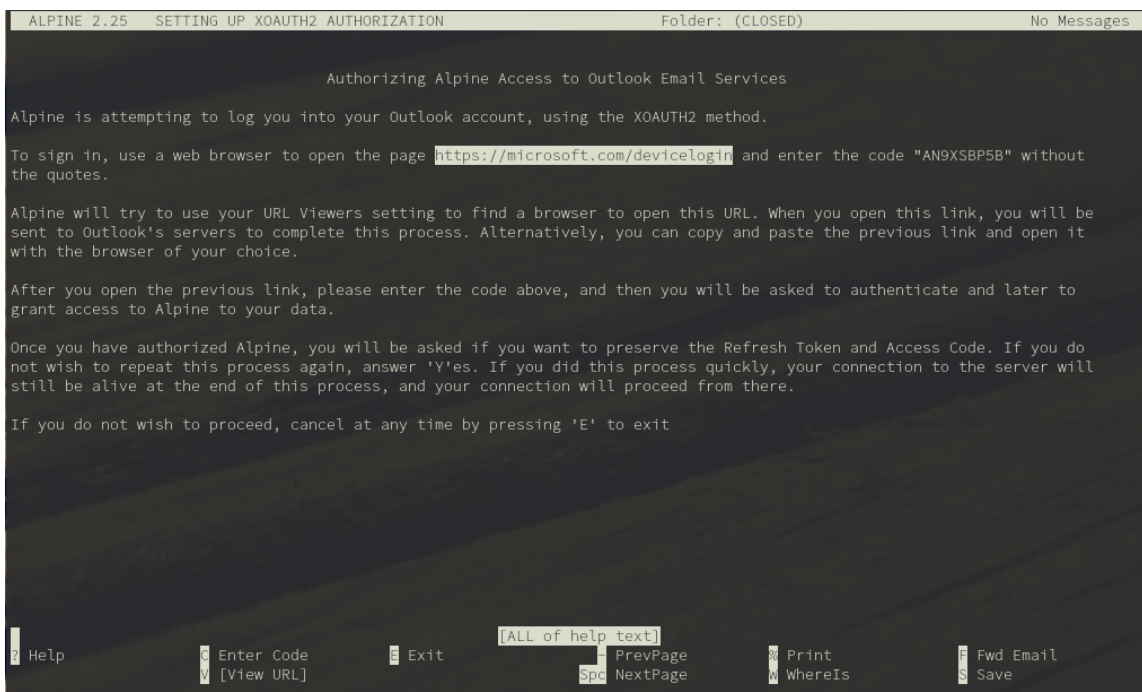 ALPINE 2.25   SETTING UP XOAUTH2 AUTHORIZATION   Folder: (CLOSED)   No Messages
Authorizing Alpine Access to Outlook Email Services
Alpine is attempting to log you into your Outlook account, using the XOAUTH2 method.
To sign in, use a web browser to open the page https://microsoft.com/devicelogin and enter the code "AN9XSBP5B" without
the quotes.
Alpine will try to use your URL Viewers setting to find a browser to open this URL. When you open this link, you will be
sent to Outlook's servers to complete this process. Alternatively, you can copy and paste the previous link and open it
with the browser of your choice.
After you open the previous link, please enter the code above, and then you will be asked to authenticate and later to
grant access to Alpine to your data.
Once you have authorized Alpine, you will be asked if you want to preserve the Refresh Token and Access Code. If you do
not wish to repeat this process again, answer 'Y'es. If you did this process quickly, your connection to the server will
still be alive at the end of this process, and your connection will proceed from there.
If you do not wish to proceed, cancel at any time by pressing 'E' to exit
[ALL of help text]
? Help   C Enter Code   E Exit   - PrevPage   % Print   F Fwd Email
V [View URL]   Spc NextPage   W WhereIs   S Save